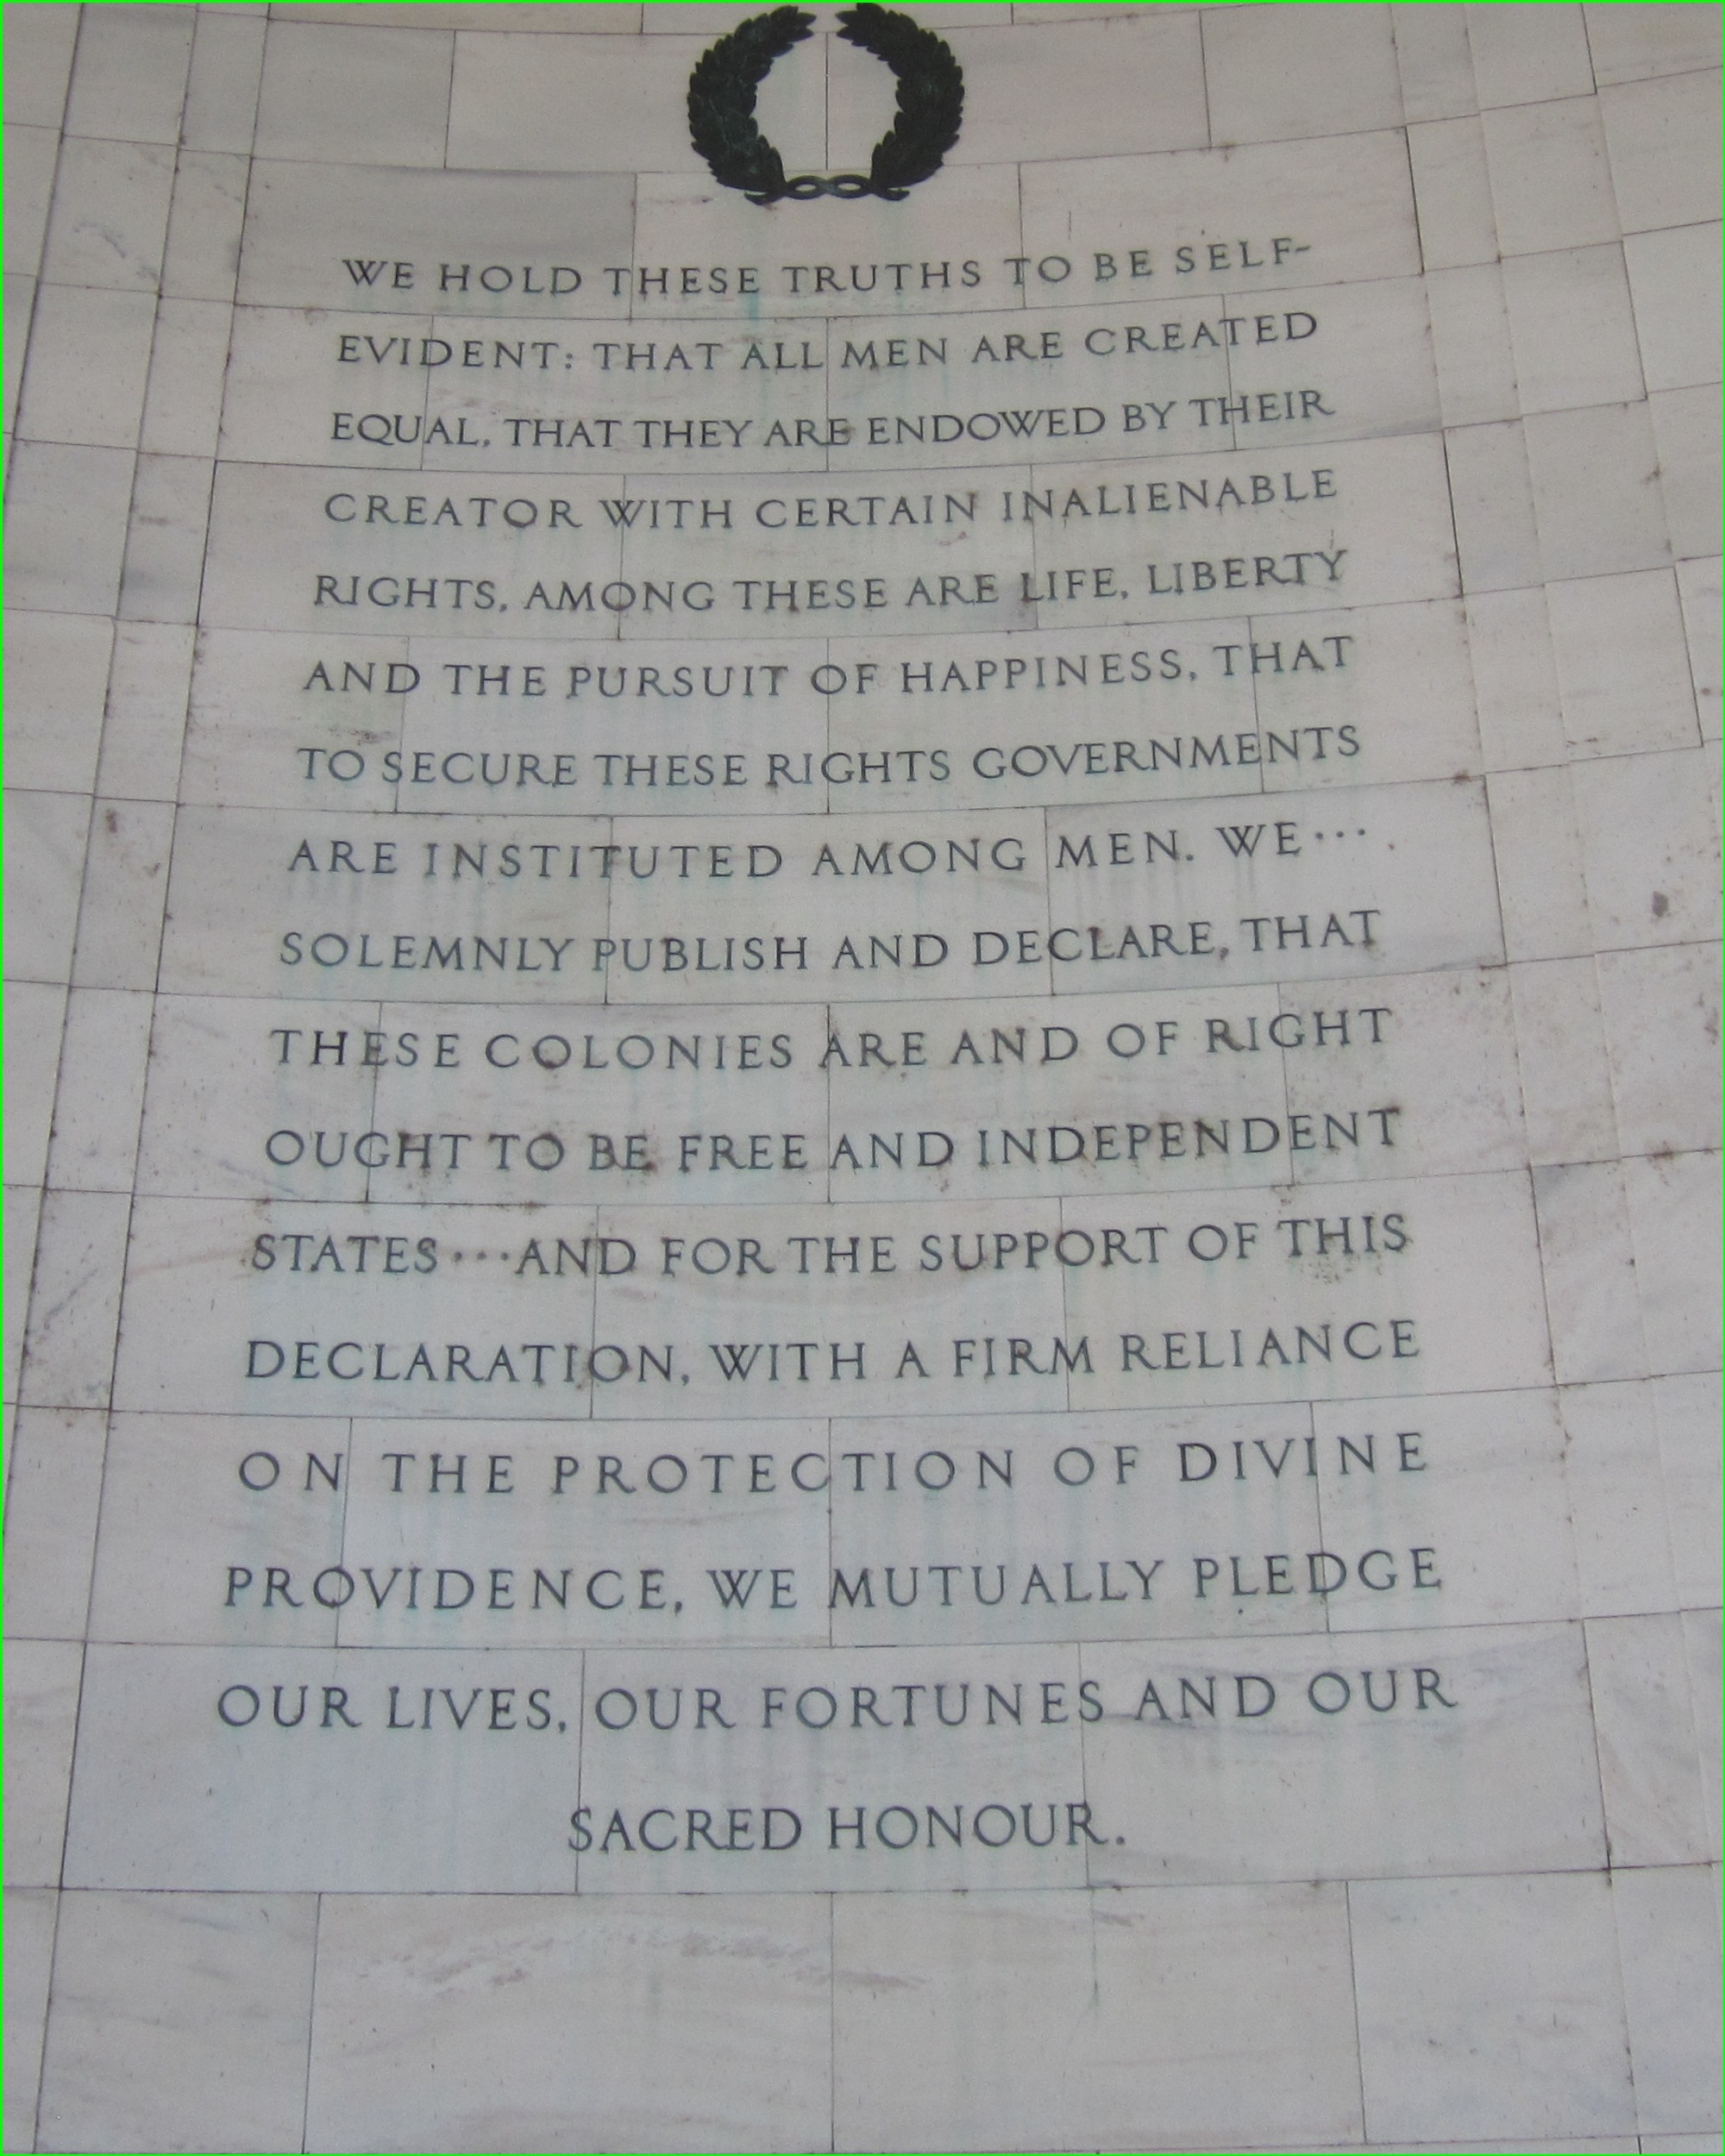 WE HOLD THESE TRUTHS TO BE SELF-
EVIDENT: THAT ALL MEN ARE CREATED
EQUAL, THAT THEY ARE ENDOWED BY THEIR
CREATOR WITH CERTAIN INALIENABLE
RIGHTS, AMONG THESE ARE LIFE, LIBERTY
AND THE PURSUIT OF HAPPINESS, THAT
TO SECURE THESE RIGHTS GOVERNMENTS
ARE INSTITUTED AMONG MEN. WE···
SOLEMNLY PUBLISH AND DECLARE, THAT
THESE COLONIES ARE AND OF RIGHT
OUGHT TO BE FREE AND INDEPENDENT
STATES···AND FOR THE SUPPORT OF THIS
DECLARATION, WITH A FIRM RELIANCE
ON THE PROTECTION OF DIVINE
PROVIDENCE, WE MUTUALLY PLEDGE
OUR LIVES, OUR FORTUNES AND OUR
SACRED HONOUR.